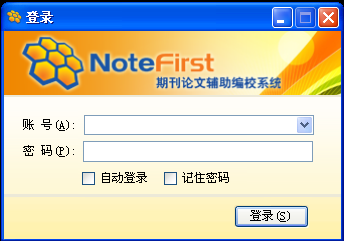 登录
NoteFirst
期刊论文辅助编校系统
账 号(A):
密 码(P):
自动登录 记住密码
登录(S)